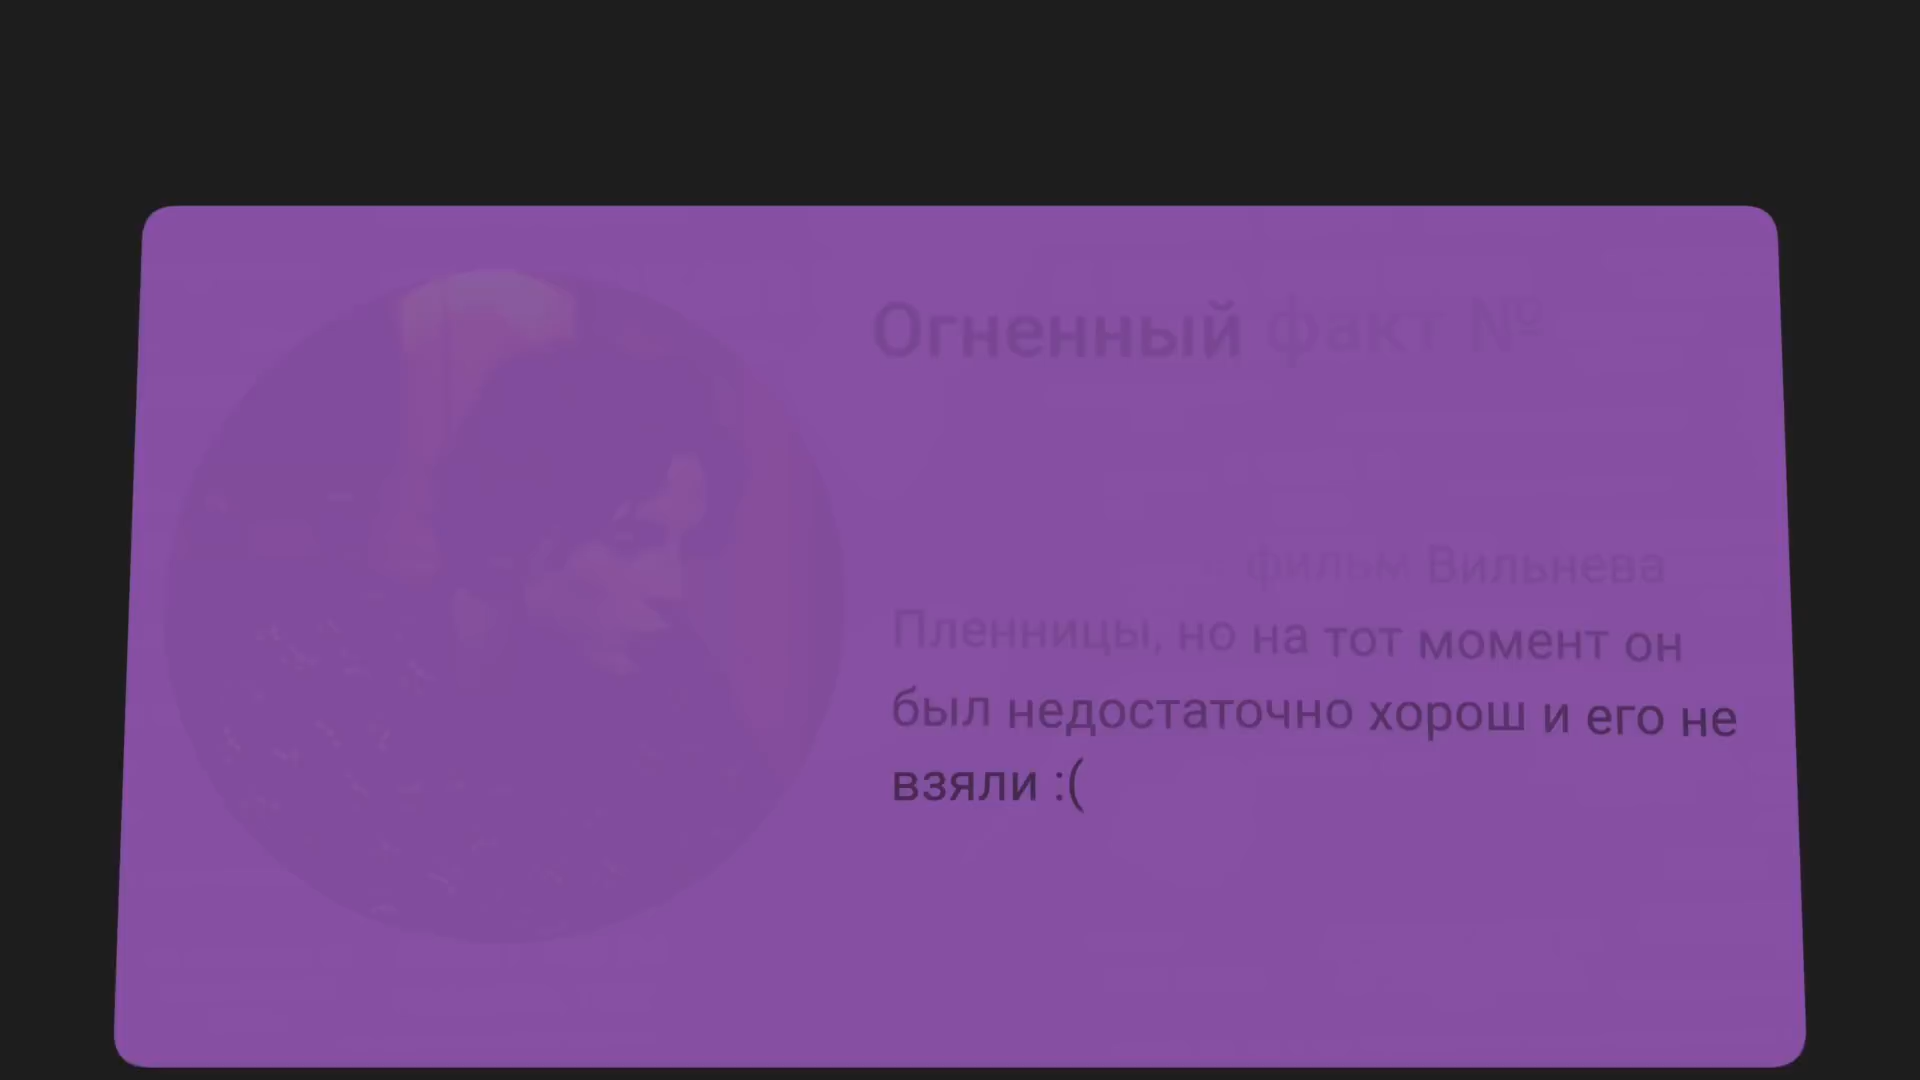 Огненный факт №
фильм Вильнева
Пленницы, но на тот момент он
был недостаточно хорош и его не
взяли :(